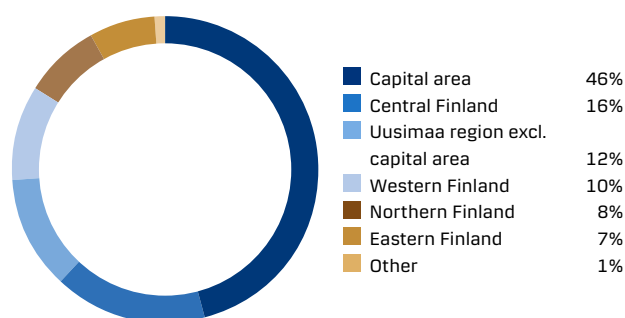 Capital area 46%
Central Finland 16%
Uusimaa region excl.
capital area 12%
Western Finland 10%
Northern Finland 8%
Eastern Finland 7%
Other 1%